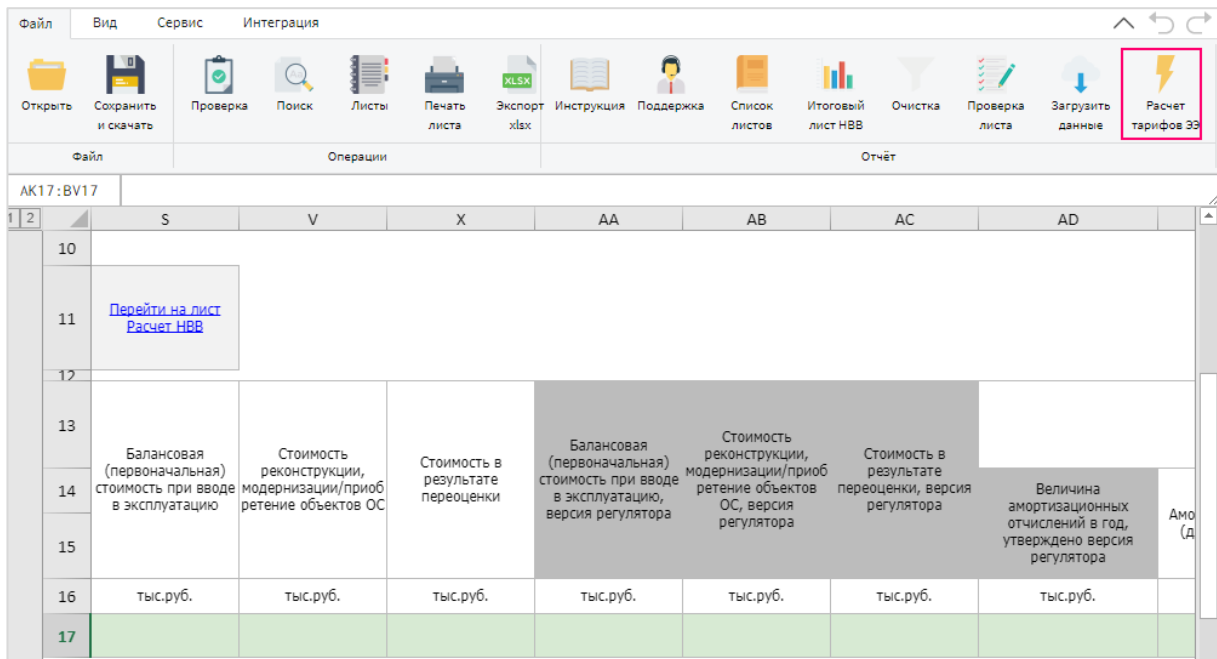 Файл Вид Сервис Интеграция
XLSX
Открыть Сохранить Проверка Поиск Листы Печать Экспорт Инструкция Поддержка Список Итоговый Очистка Проверка Загрузить Расчет
и скачать листа xlsx листов лист НВВ листа данные тарифов ЭЭ
Файл Операции Отчёт
AK17:BV17
1 2 S V X AA AB AC AD
10
11
Перейти на лист
Расчет НВВ
12
13
14
15
Балансовая
(первоначальная)
стоимость при вводе
в эксплуатацию
Стоимость
реконструкции,
модернизации/приоб
ретение объектов ОС
Стоимость в
результате
переоценки
Балансовая
(первоначальная)
стоимость при вводе
в эксплуатацию,
версия регулятора
Стоимость
реконструкции,
модернизации/приоб
ретение объектов
ОС, версия
регулятора
Стоимость в
результате
переоценки, версия
регулятора
Величина
амортизационных
отчислений в год,
утверждено версия
регулятора
Амо
(д
16 тыс.руб. тыс.руб. тыс.руб. тыс.руб. тыс.руб. тыс.руб. тыс.руб.
17